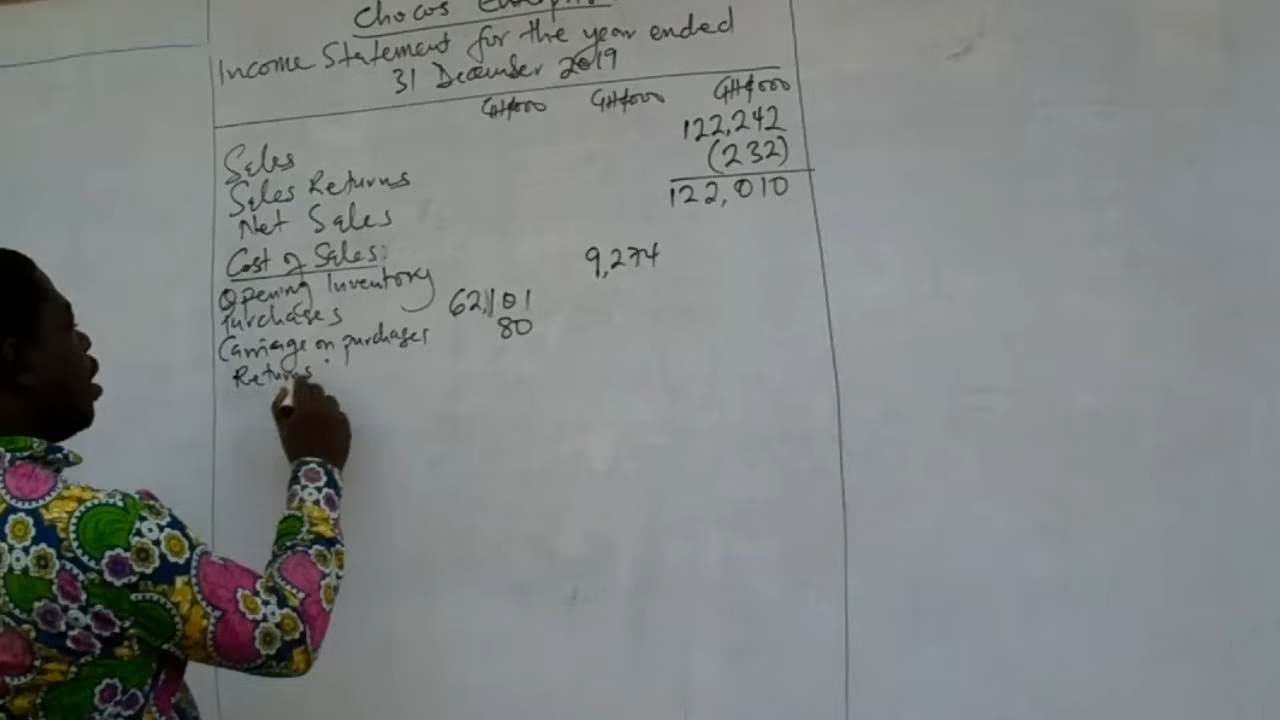 Chocos
Income Statement for the year ended
31 December 2019
GH¢000 GH¢000 GH¢000
Sales 122,242
Sales Returns (232)
Net Sales 122,010
Cost of Sales:
Opening Inventory 9,274
Purchases 62,101
Carriage on purchases 80
Returns